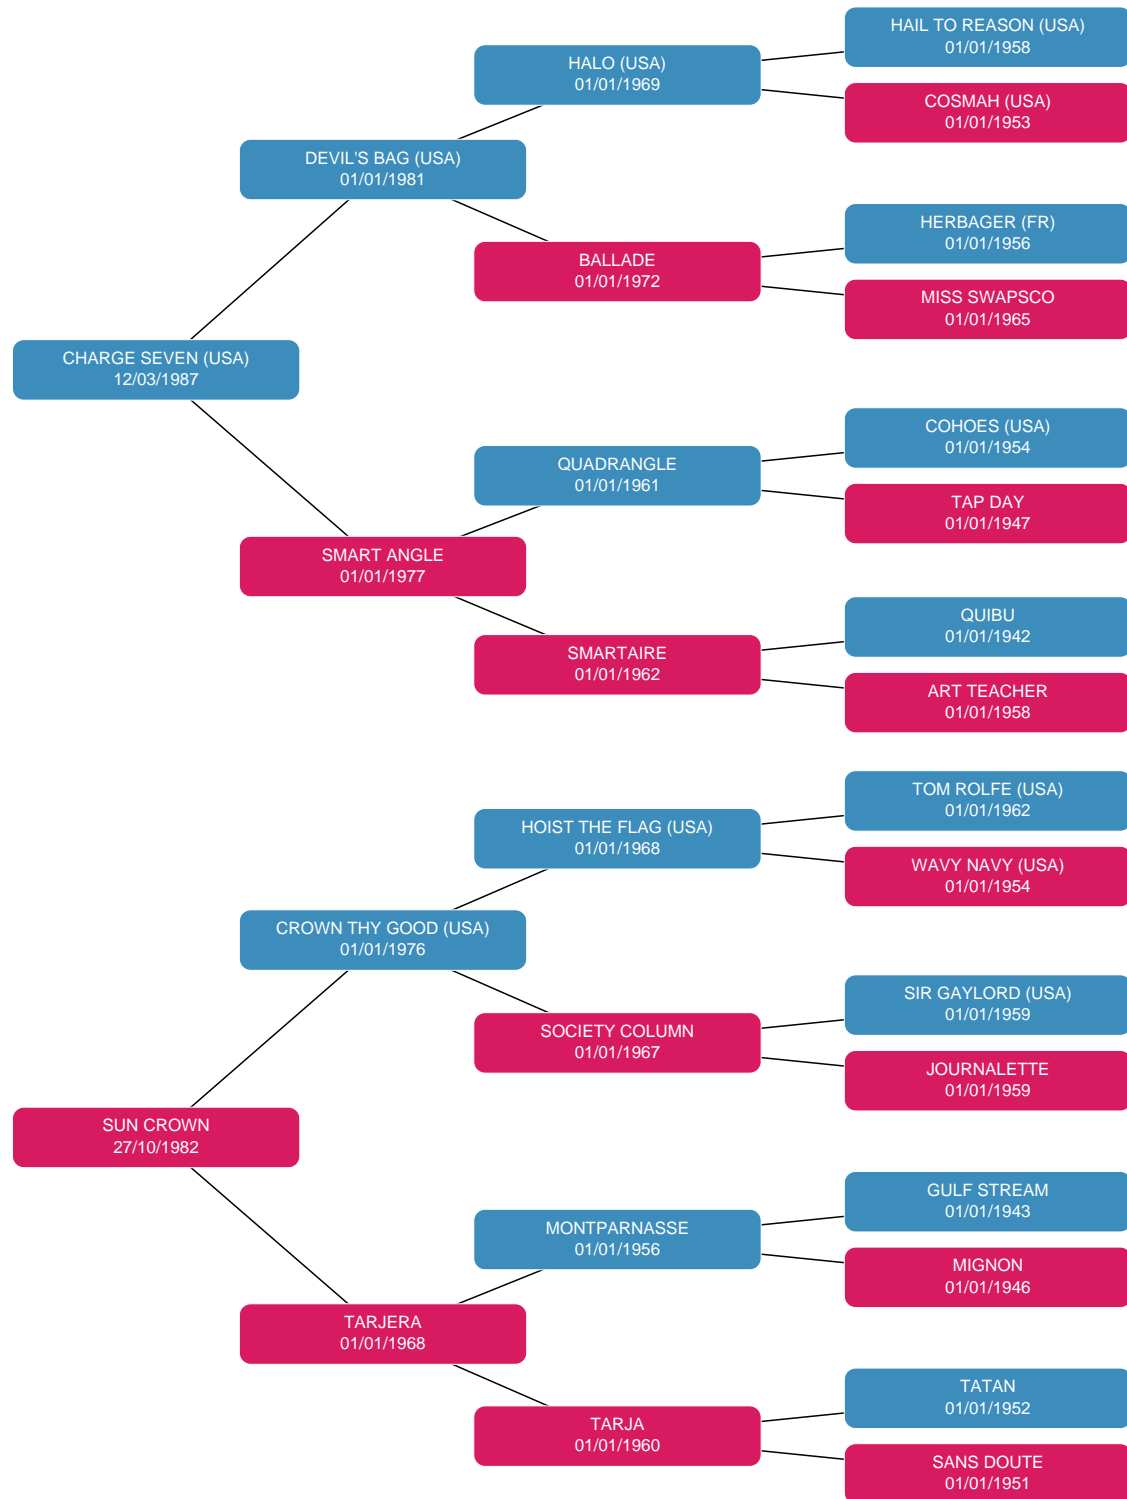 HAIL TO REASON (USA)
01/01/1958
HALO (USA)
01/01/1969
COSMAH (USA)
01/01/1953
DEVIL'S BAG (USA)
01/01/1981
HERBAGER (FR)
01/01/1956
BALLADE
01/01/1972
MISS SWAPSCO
01/01/1965
CHARGE SEVEN (USA)
12/03/1987
COHOES (USA)
01/01/1954
QUADRANGLE
01/01/1961
TAP DAY
01/01/1947
SMART ANGLE
01/01/1977
QUIBU
01/01/1942
SMARTAIRE
01/01/1962
ART TEACHER
01/01/1958
TOM ROLFE (USA)
01/01/1962
HOIST THE FLAG (USA)
01/01/1968
WAVY NAVY (USA)
01/01/1954
CROWN THY GOOD (USA)
01/01/1976
SIR GAYLORD (USA)
01/01/1959
SOCIETY COLUMN
01/01/1967
JOURNALETTE
01/01/1959
SUN CROWN
27/10/1982
GULF STREAM
01/01/1943
MONTPARNASSE
01/01/1956
MIGNON
01/01/1946
TARJERA
01/01/1968
TATAN
01/01/1952
TARJA
01/01/1960
SANS DOUTE
01/01/1951